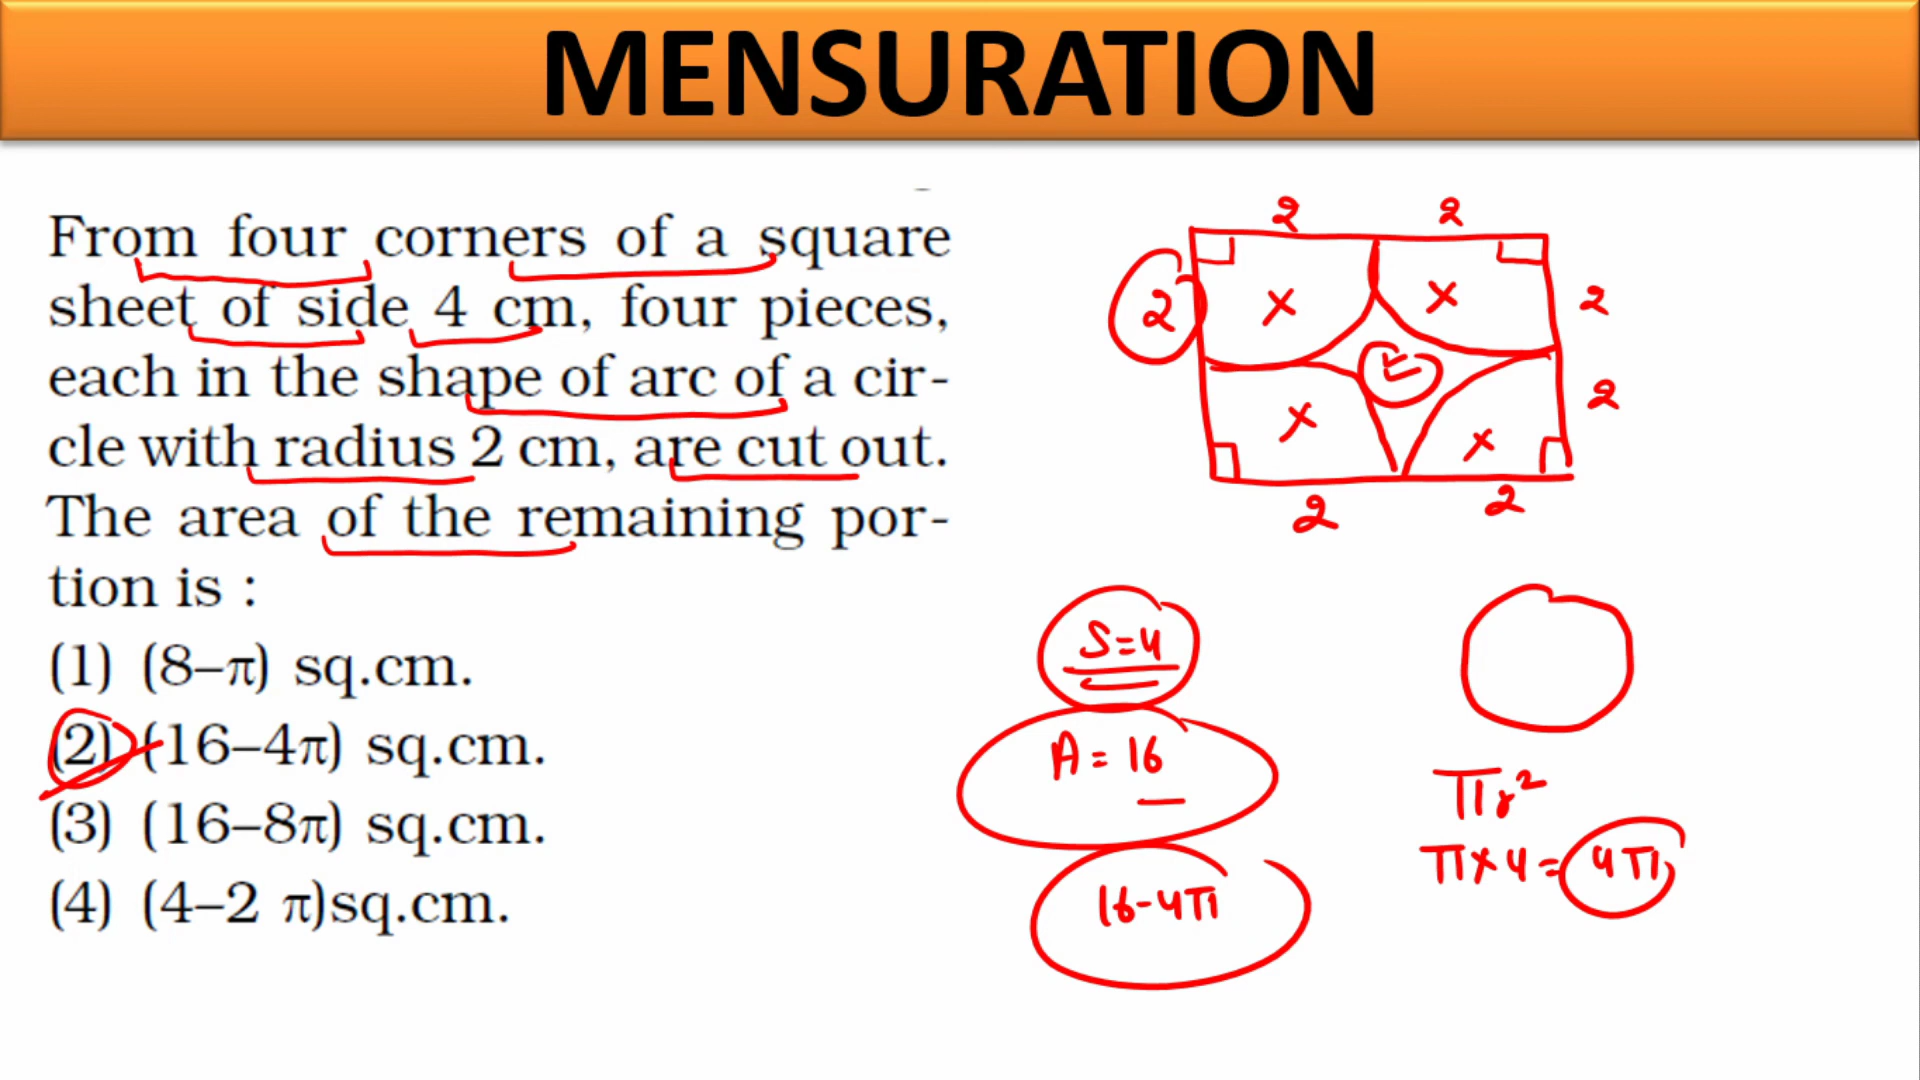 MENSURATION
From four corners of a square
sheet of side 4 cm, four pieces,
each in the shape of arc of a cir-
cle with radius 2 cm, are cut out.
The area of the remaining por-
tion is :
(1) (8–π) sq.cm.
(2) (16–4π) sq.cm.
(3) (16–8π) sq.cm.
(4) (4–2 π)sq.cm.
2 2
2 x x 2
x x 2
2 2
S=4
A = 16
16-4π
πr²
π×4= 4π